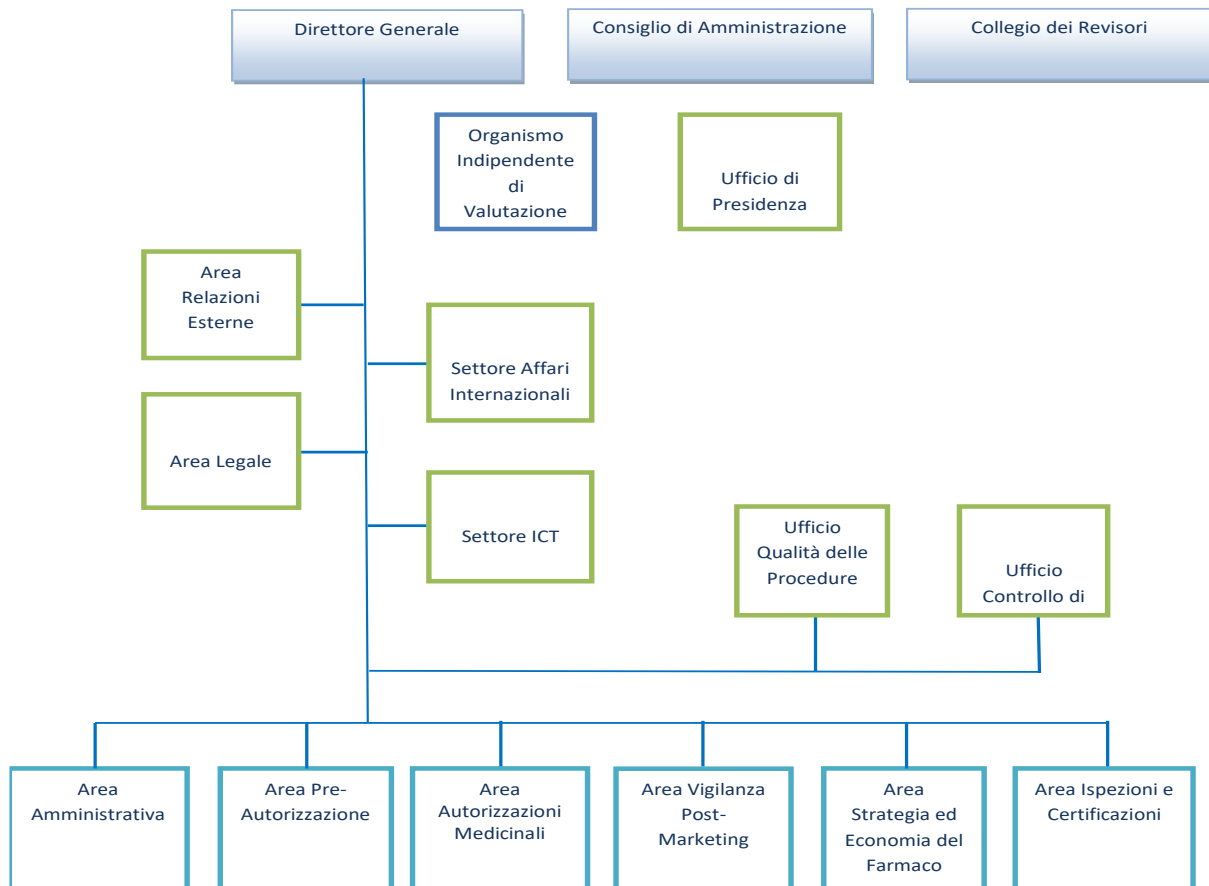 Direttore Generale
Consiglio di Amministrazione
Collegio dei Revisori
Organismo
Indipendente
di
Valutazione
Ufficio di
Presidenza
Area
Relazioni
Esterne
Settore Affari
Internazionali
Area Legale
Settore ICT
Ufficio
Qualità delle
Procedure
Ufficio
Controllo di
Area
Amministrativa
Area Pre-
Autorizzazione
Area
Autorizzazioni
Medicinali
Area Vigilanza
Post-
Marketing
Area
Strategia ed
Economia del
Farmaco
Area Ispezioni e
Certificazioni